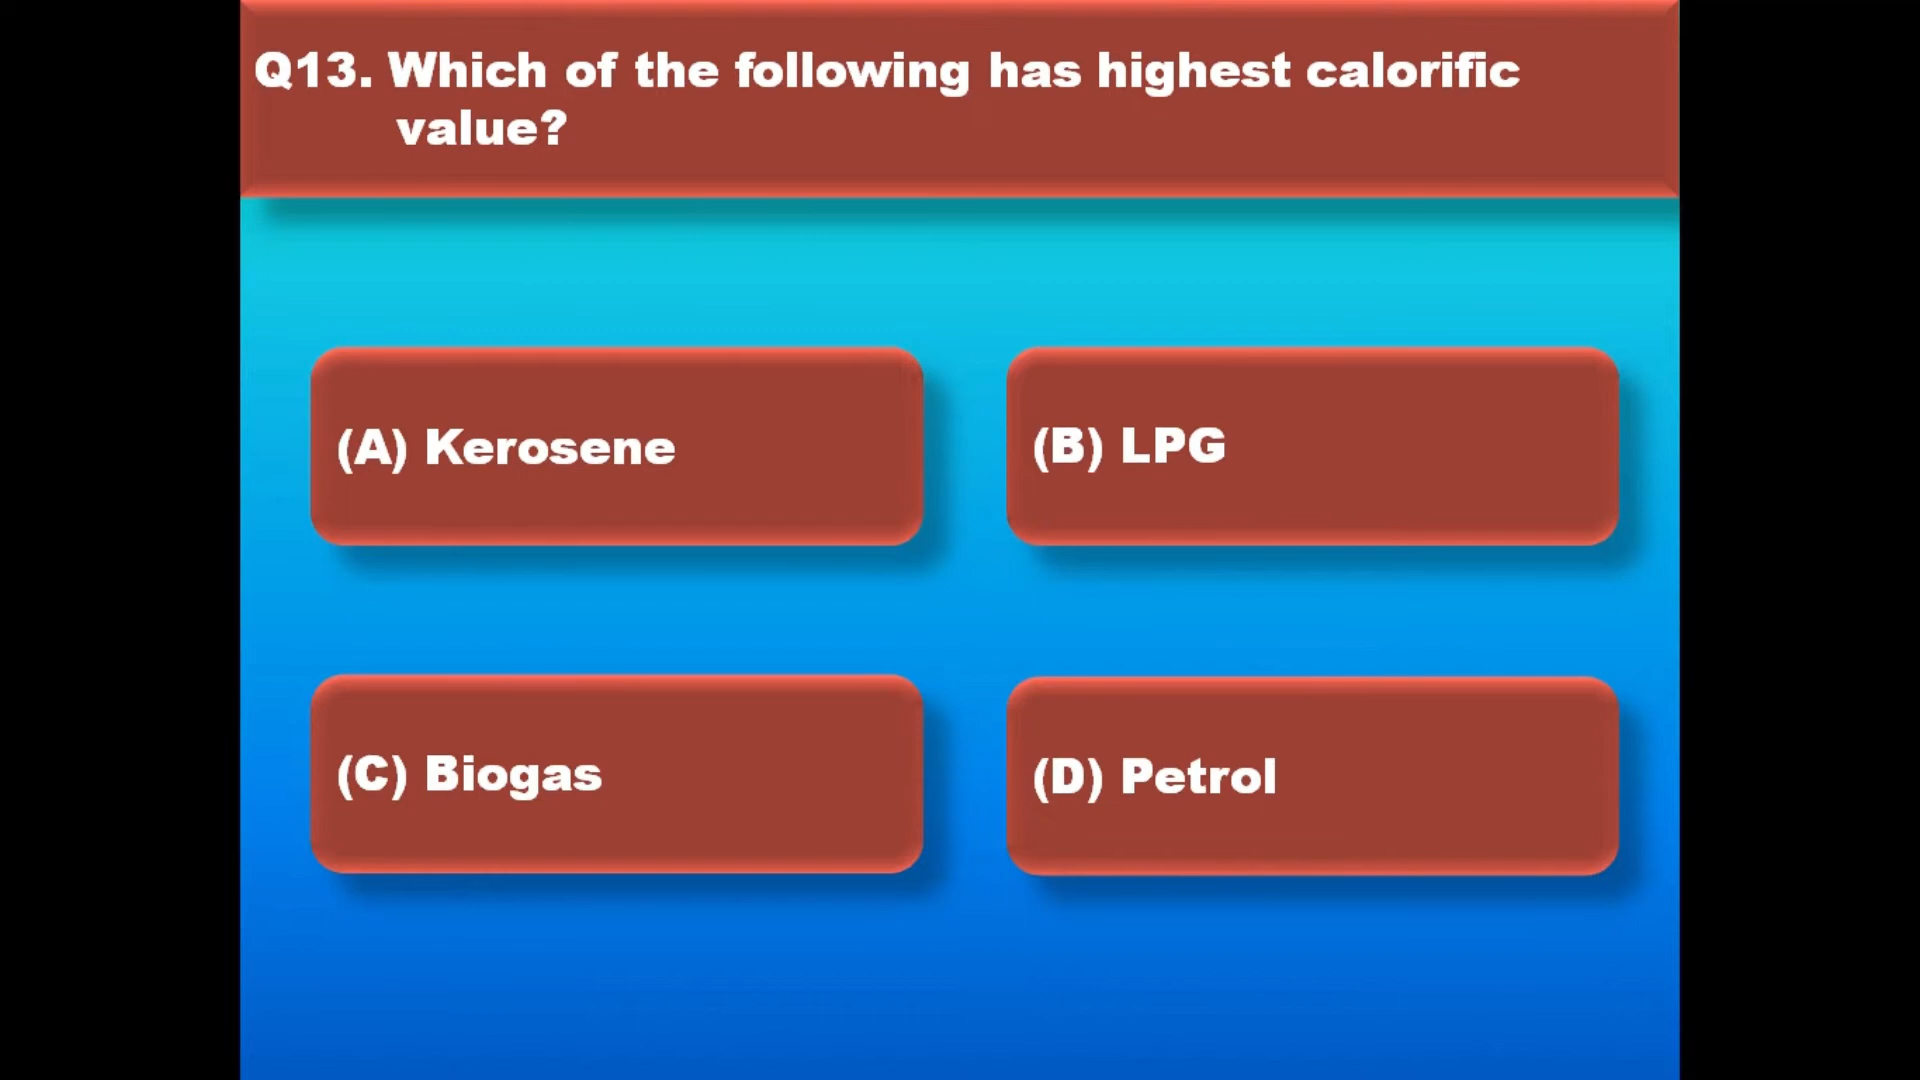 Q13. Which of the following has highest calorific
value?
(A) Kerosene
(B) LPG
(C) Biogas
(D) Petrol